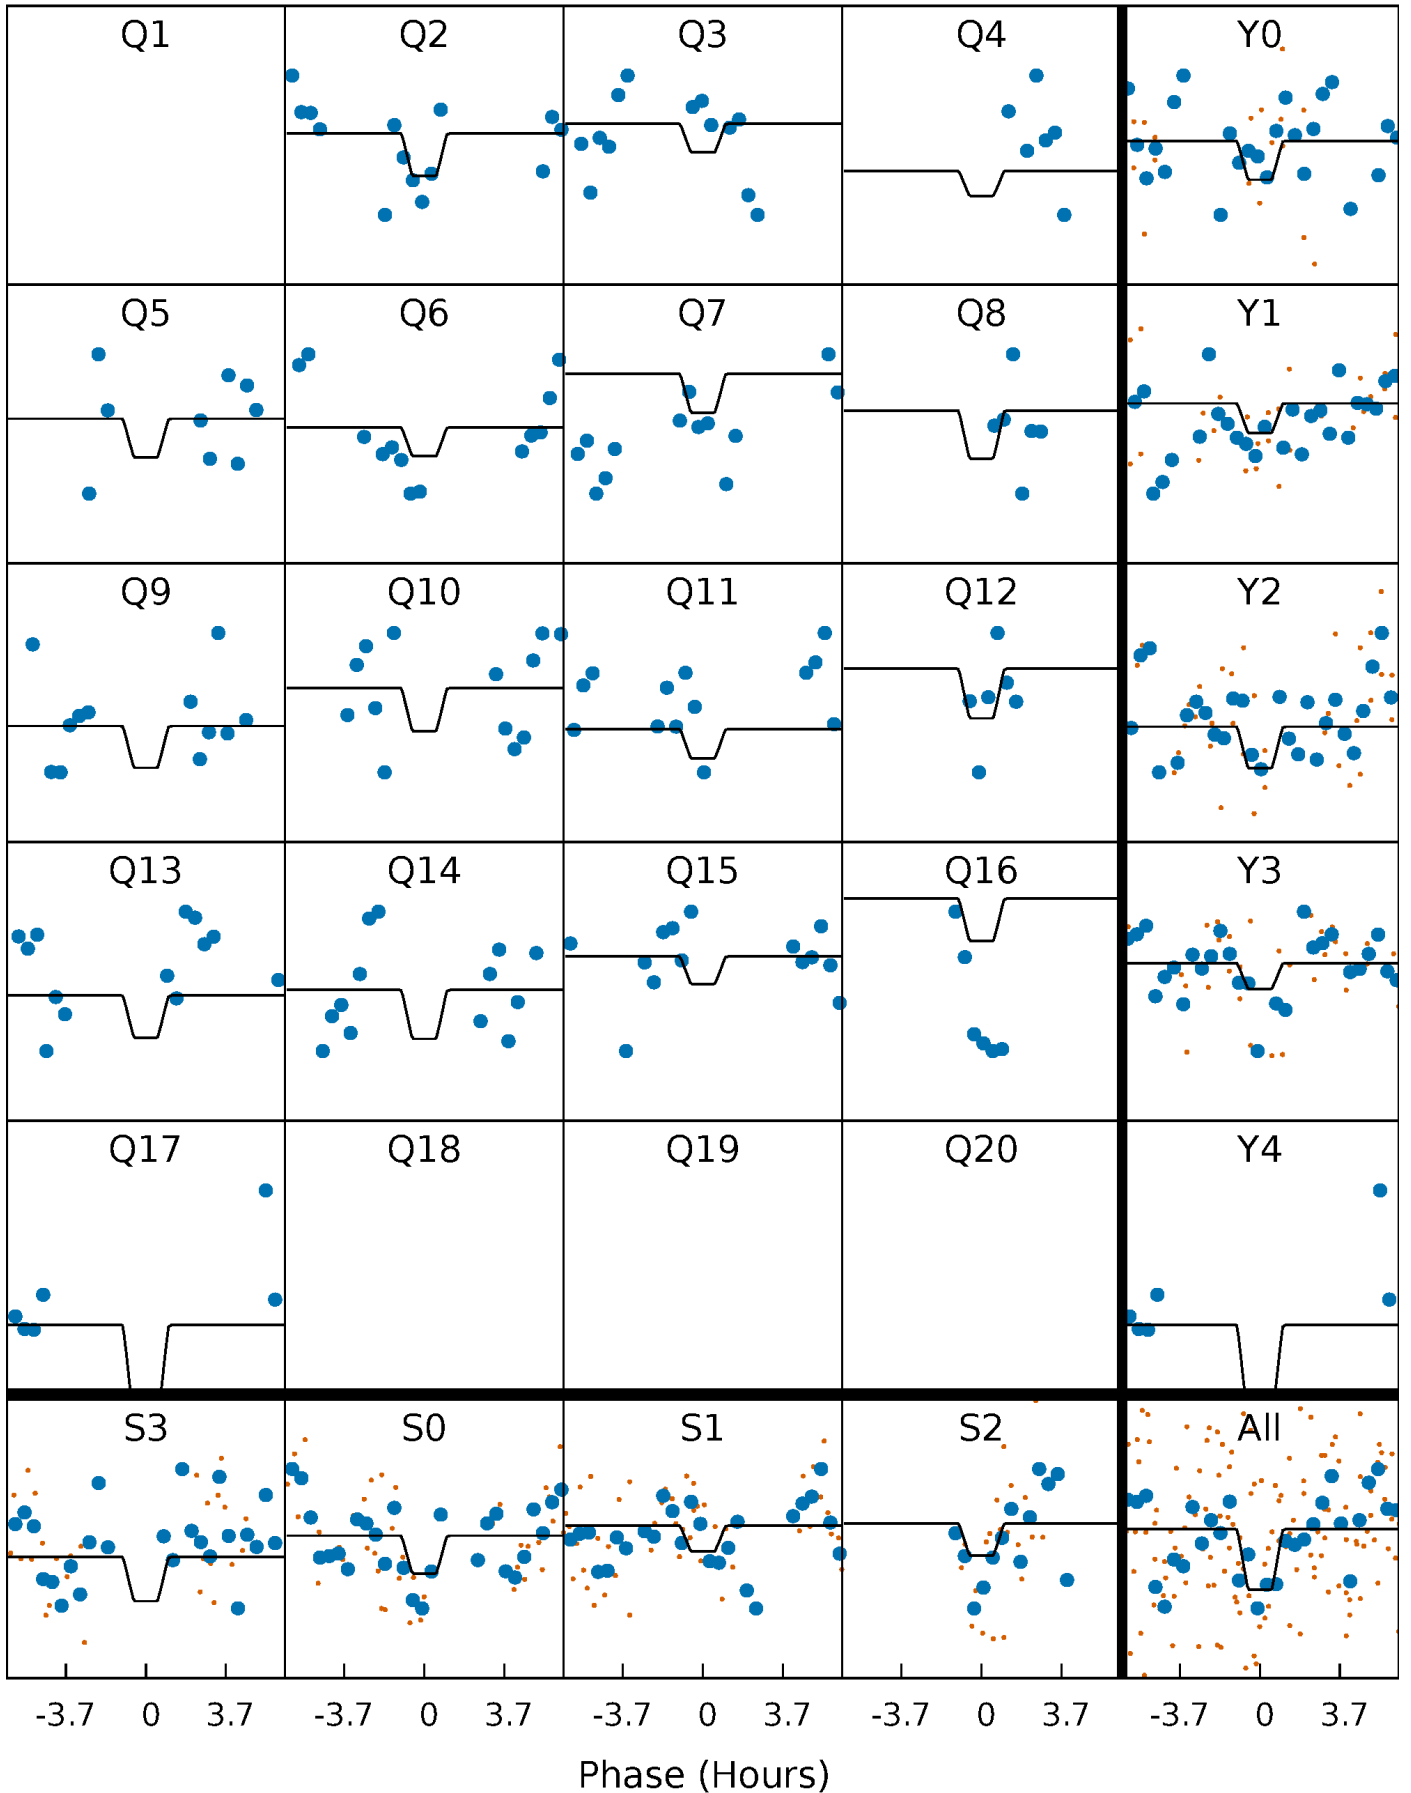 Q1 Q2 Q3 Q4 Y0
Q5 Q6 Q7 Q8 Y1
Q9 Q10 Q11 Q12 Y2
Q13 Q14 Q15 Q16 Y3
Q17 Q18 Q19 Q20 Y4
S3 S0 S1 S2 All
-3.7 0 3.7 -3.7 0 3.7 -3.7 0 3.7 -3.7 0 3.7 -3.7 0 3.7
Phase (Hours)